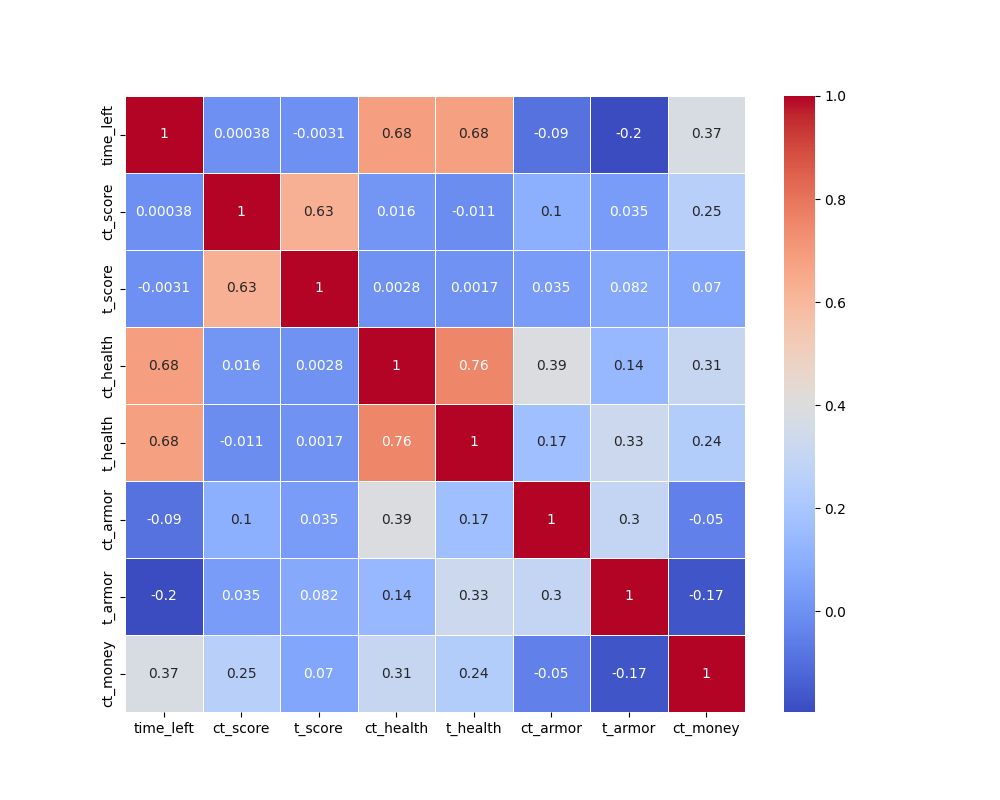 time_left 1 0.00038 -0.0031 0.68 0.68 -0.09 -0.2 0.37
ct_score 0.00038 1 0.63 0.016 -0.011 0.1 0.035 0.25
t_score -0.0031 0.63 1 0.0028 0.0017 0.035 0.082 0.07
ct_health 0.68 0.016 0.0028 1 0.76 0.39 0.14 0.31
t_health 0.68 -0.011 0.0017 0.76 1 0.17 0.33 0.24
ct_armor -0.09 0.1 0.035 0.39 0.17 1 0.3 -0.05
t_armor -0.2 0.035 0.082 0.14 0.33 0.3 1 -0.17
ct_money 0.37 0.25 0.07 0.31 0.24 -0.05 -0.17 1
time_left ct_score t_score ct_health t_health ct_armor t_armor ct_money
1.0
0.8
0.6
0.4
0.2
0.0